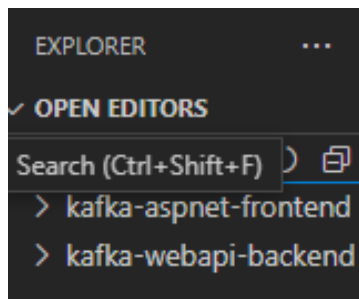 EXPLORER
OPEN EDITORS
Search (Ctrl+Shift+F)
kafka-aspnet-frontend
kafka-webapi-backend